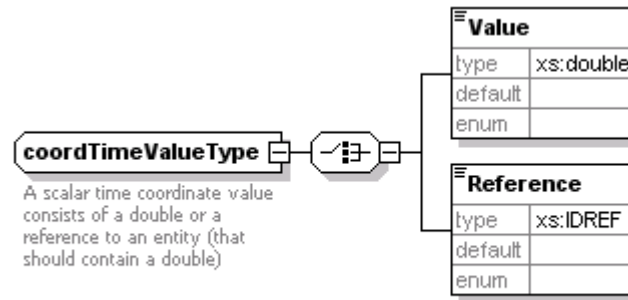 Value
type xs:double
default
enum
coordTimeValueType
A scalar time coordinate value
consists of a double or a
reference to an entity (that
should contain a double)
Reference
type xs:IDREF
default
enum